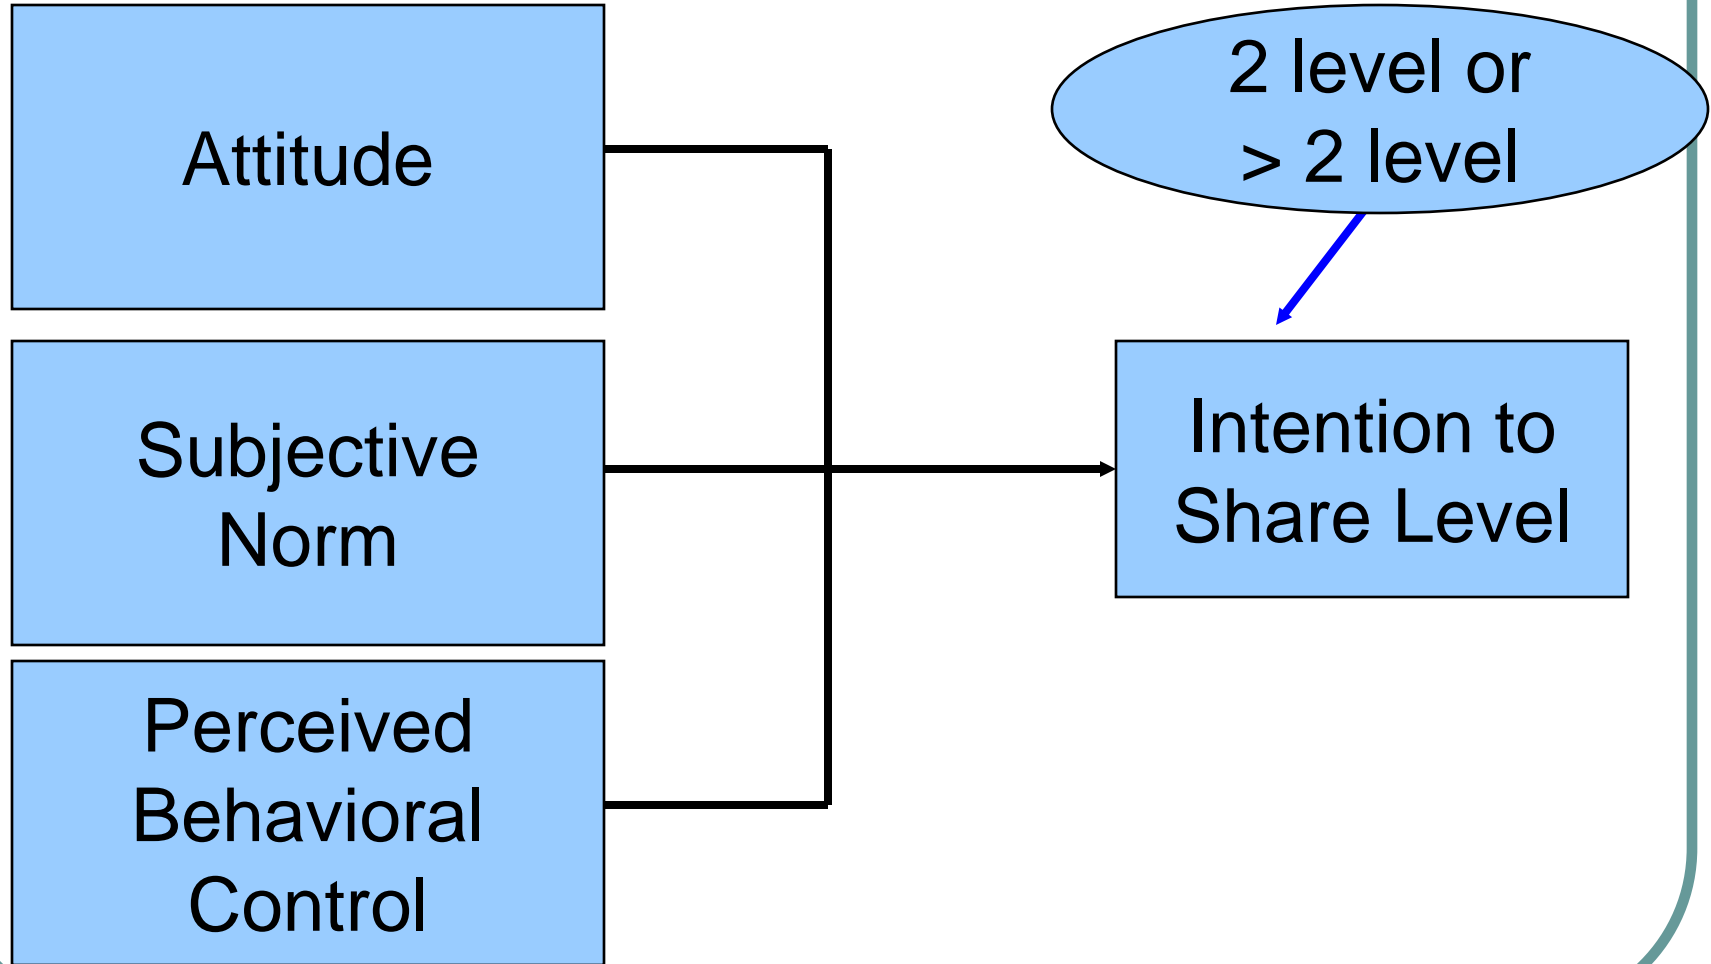 Attitude
2 level or
> 2 level
Subjective
Norm
Intention to
Share Level
Perceived
Behavioral
Control